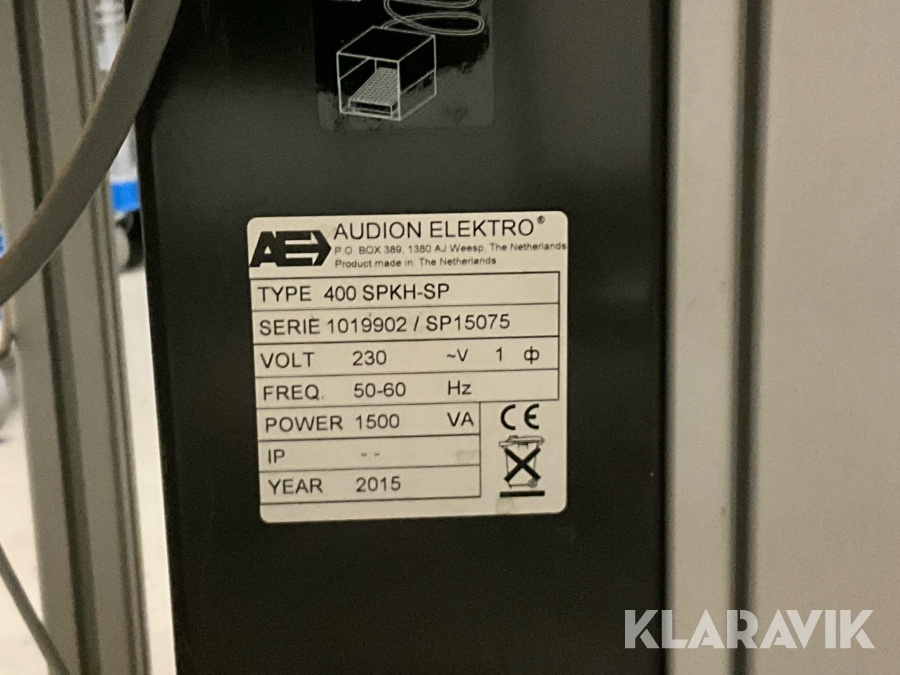 AE
AUDION ELEKTRO®
P.O. BOX 389, 1380 AJ Weesp, The Netherlands
Product made in: The Netherlands
TYPE 400 SPKH-SP
SERIE 1019902 / SP15075
VOLT 230 ~V 1 ф
FREQ. 50-60 Hz
POWER 1500 VA
CE
IP --
YEAR 2015
KLARAVIK